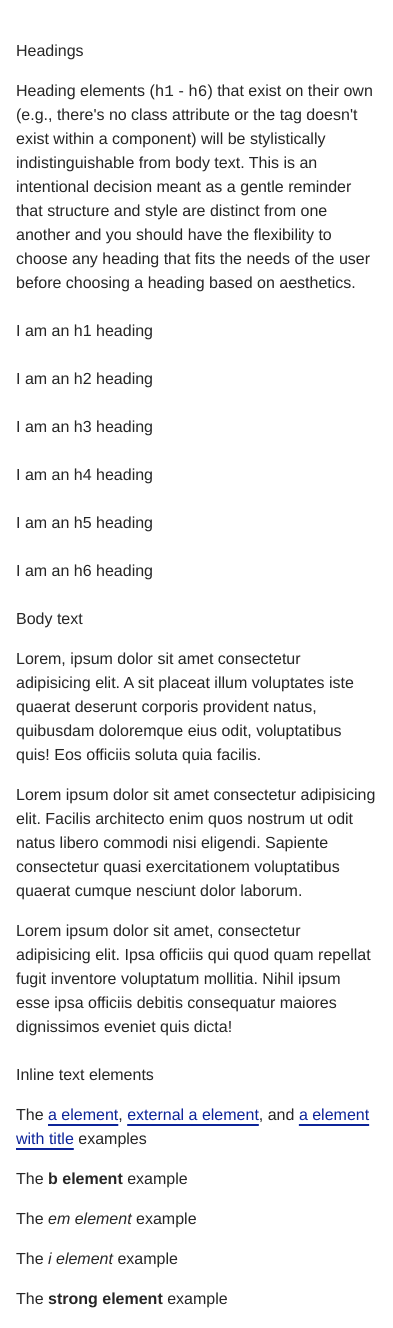 Headings
Heading elements (h1 - h6) that exist on their own
(e.g., there's no class attribute or the tag doesn't
exist within a component) will be stylistically
indistinguishable from body text. This is an
intentional decision meant as a gentle reminder
that structure and style are distinct from one
another and you should have the flexibility to
choose any heading that fits the needs of the user
before choosing a heading based on aesthetics.
I am an h1 heading
I am an h2 heading
I am an h3 heading
I am an h4 heading
I am an h5 heading
I am an h6 heading
Body text
Lorem, ipsum dolor sit amet consectetur
adipisicing elit. A sit placeat illum voluptates iste
quaerat deserunt corporis provident natus,
quibusdam doloremque eius odit, voluptatibus
quis! Eos officiis soluta quia facilis.
Lorem ipsum dolor sit amet consectetur adipisicing
elit. Facilis architecto enim quos nostrum ut odit
natus libero commodi nisi eligendi. Sapiente
consectetur quasi exercitationem voluptatibus
quaerat cumque nesciunt dolor laborum.
Lorem ipsum dolor sit amet, consectetur
adipisicing elit. Ipsa officiis qui quod quam repellat
fugit inventore voluptatum mollitia. Nihil ipsum
esse ipsa officiis debitis consequatur maiores
dignissimos eveniet quis dicta!
Inline text elements
The a element, external a element, and a element
with title examples
The b element example
The em element example
The i element example
The strong element example